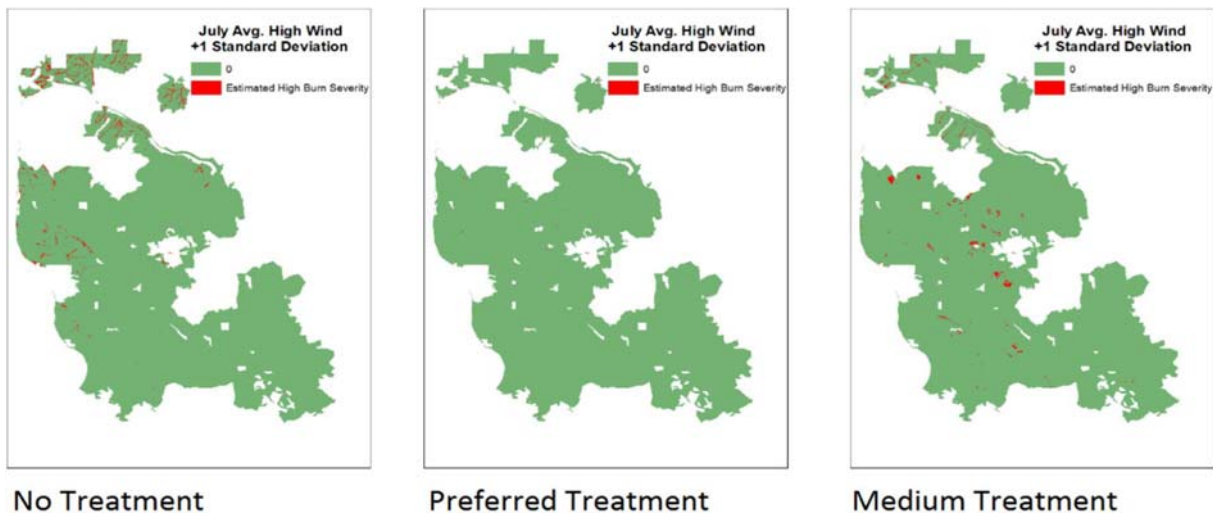 July Avg. High Wind
+1 Standard Deviation
0
Estimated High Burn Severity
No Treatment
July Avg. High Wind
+1 Standard Deviation
0
Estimated High Burn Severity
Preferred Treatment
July Avg. High Wind
+1 Standard Deviation
0
Estimated High Burn Severity
Medium Treatment